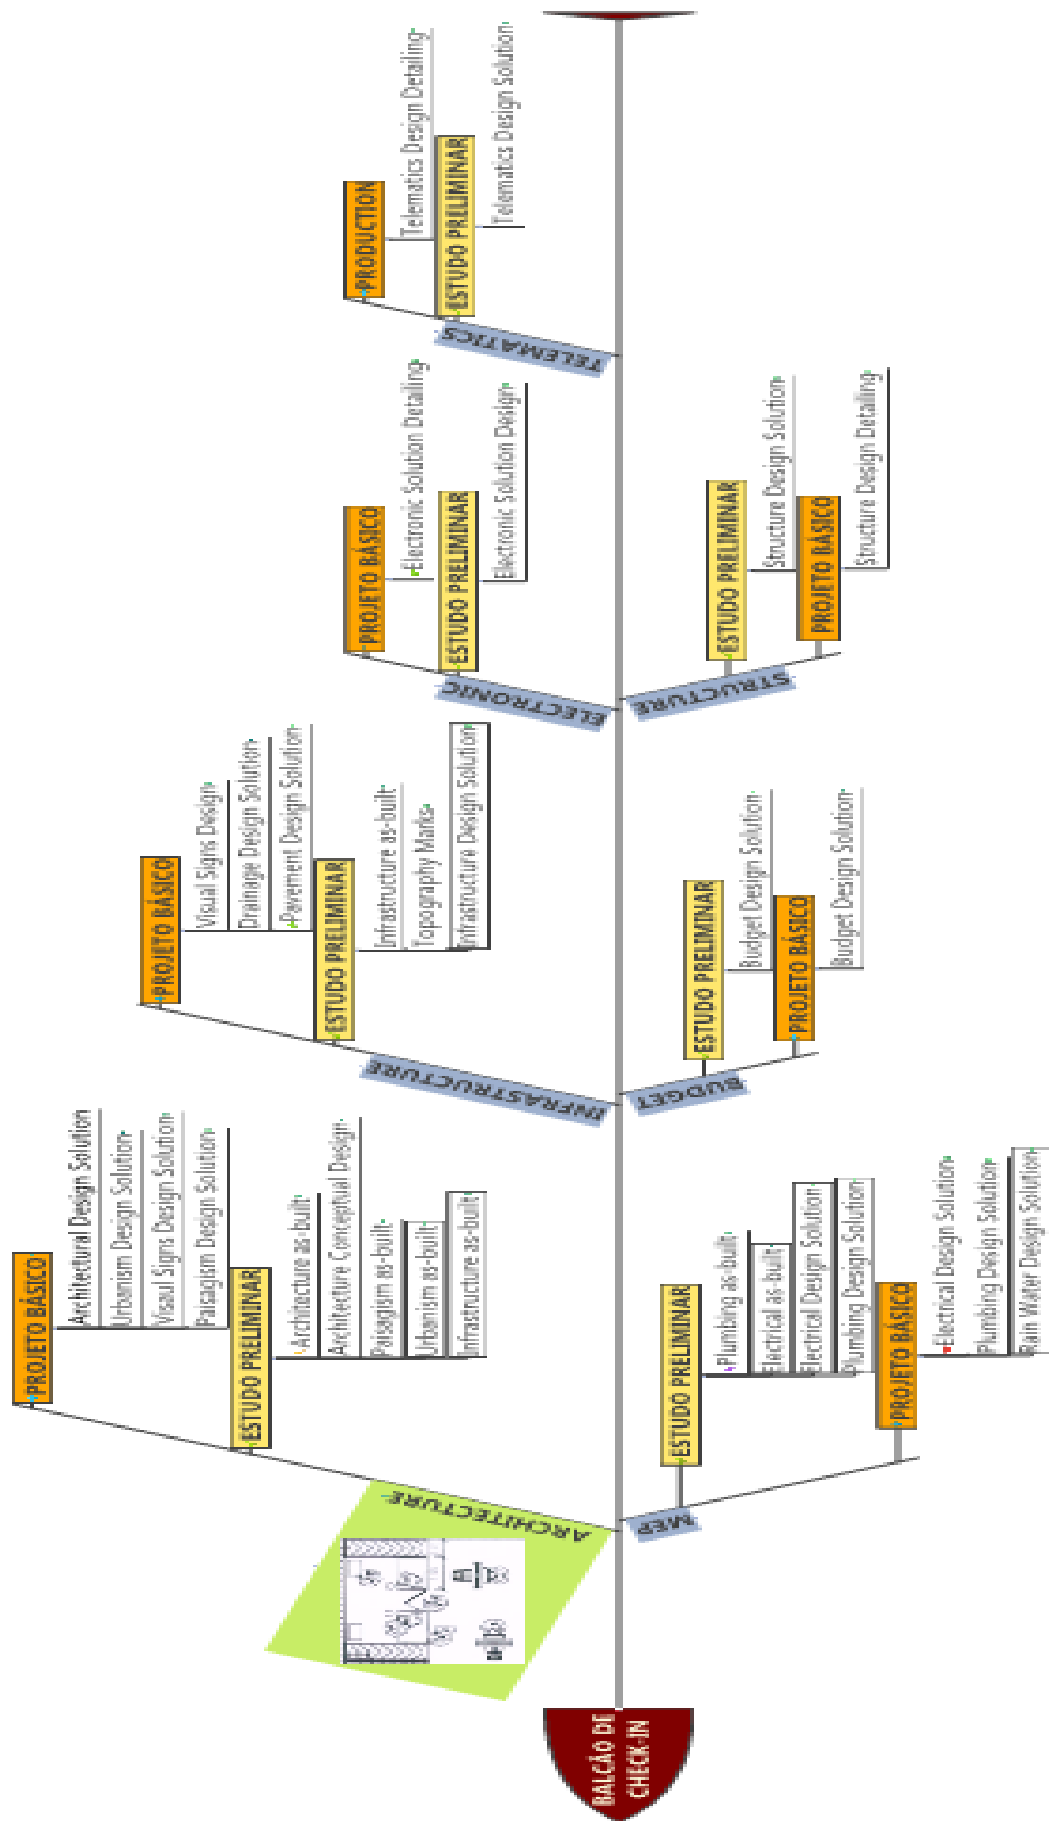 PROJETO BÁSICO
Architectural Design Solution
Urbanism Design Solution
Visaul Signs Design Solution
Paisagism Design Solution
ESTUDO PRELIMINAR
Architecture as-built
Architecture Conceptual Design
Paisagism as-built
Urbanism as-built
Infrastructure as-built
ARCHITECTURE
PROJETO BÁSICO
Visual Signs Design
Drainage Design Solution
Pavement Design Solution
ESTUDO PRELIMINAR
Infrastructure as-built
Topography Marks
Infrastructure Design Solution
INFRASTRUCTURE
PROJETO BÁSICO
Electronic Solution Detailing
ESTUDO PRELIMINAR
Electronic Solution Design
ELECTRONIC
PRODUCTION
Telematics Design Detailing
ESTUDO PRELIMINAR
Telematics Design Solution
TELEMATICS
BALCÃO DE
CHECK-IN
MEP
ESTUDO PRELIMINAR
Plumbing as-built
Electrical as-built
Electrical Design Solution
Plumbing Design Solution
PROJETO BÁSICO
Electrical Design Solution
Plumbing Design Solution
Rain Water Design Solution
BUDGET
ESTUDO PRELIMINAR
Budget Design Solution
PROJETO BÁSICO
Budget Design Solution
STRUCTURE
ESTUDO PRELIMINAR
Structure Design Solution
PROJETO BÁSICO
Structure Design Detailing